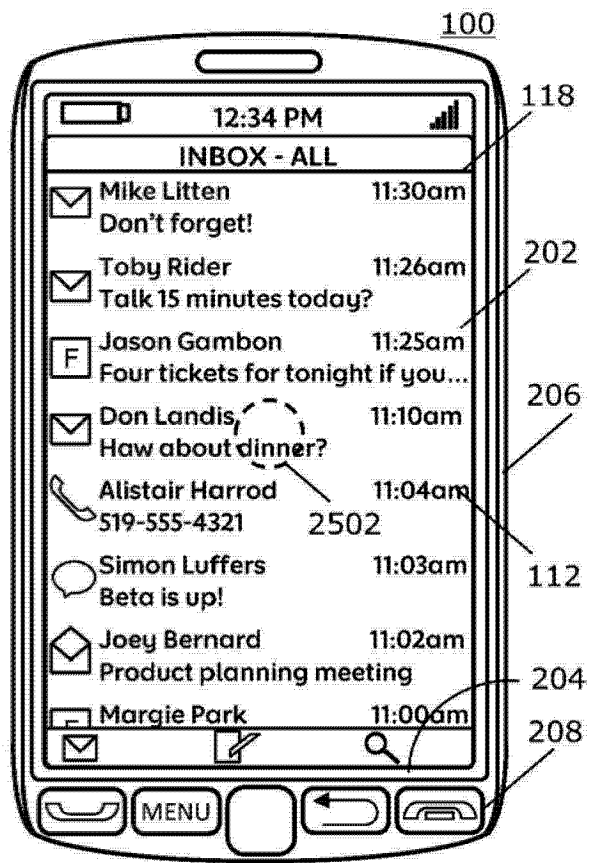 100
12:34 PM
118
INBOX - ALL
Mike Litten 11:30am
Don't forget!
202
Toby Rider 11:26am
Talk 15 minutes today?
F Jason Gambon 11:25am
Four tickets for tonight if you...
206
Don Landis 11:10am
Haw about dinner?
Alistair Harrod 11:04am
519-555-4321 2502
112
Simon Luffers 11:03am
Beta is up!
Joey Bernard 11:02am
Product planning meeting
204
Margie Park 11:00am
208
MENU